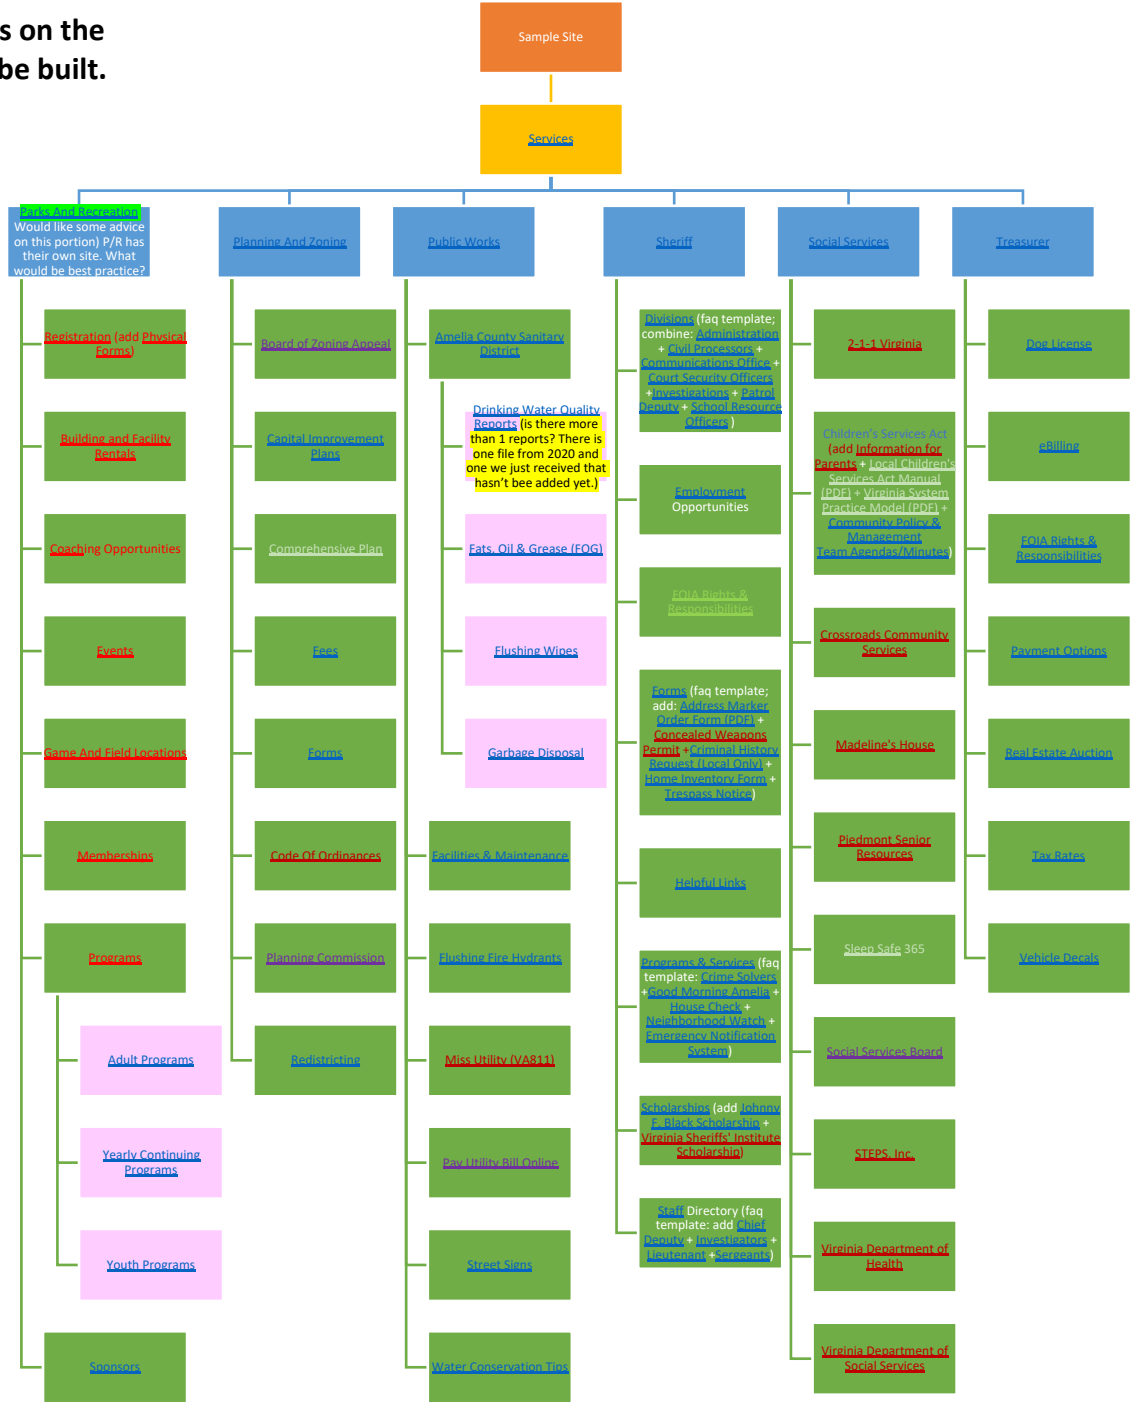 s on the
be built.
Sample Site
Services
Parks And Recreation
Would like some advice
on this portion) P/R has
their own site. What
would be best practice?
Registration (add Physical
Forms)
Building and Facility
Rentals
Coaching Opportunities
Events
Game And Field Locations
Memberships
Programs
Adult Programs
Yearly Continuing
Programs
Youth Programs
Sponsors
Planning And Zoning
Board of Zoning Appeal
Capital Improvement
Plans
Comprehensive Plan
Fees
Forms
Code Of Ordinances
Planning Commission
Redistricting
Public Works
Amelia County Sanitary
District
Drinking Water Quality
Reports (is there more
than 1 reports? There is
one file from 2020 and
one we just received that
hasn't bee added yet.)
Fats, Oil & Grease (FOG)
Flushing Wipes
Garbage Disposal
Facilities & Maintenance
Flushing Fire Hydrants
Miss Utility (VA811)
Pay Utility Bill Online
Street Signs
Water Conservation Tips
Sheriff
Divisions (faq template;
combine: Administration
+ Civil Processors +
Communications Office +
Court Security Officers
+Investigations + Patrol
Deputy + School Resource
Officers )
Employment
Opportunities
FOIA Rights &
Responsibilities
Forms (faq template;
add: Address Marker
Order Form (PDF) +
Concealed Weapons
Permit +Criminal History
Request (Local Only) +
Home Inventory Form +
Trespass Notice)
Helpful Links
Programs & Services (faq
template: Crime Solvers
+Good Morning Amelia +
House Check +
Neighborhood Watch +
Emergency Notification
System)
Scholarships (add Johnny
F. Black Scholarship +
Virginia Sheriffs' Institute
Scholarship)
Staff Directory (faq
template: add Chief
Deputy + Investigators +
Lieutenant +Sergeants)
Social Services
2-1-1 Virginia
Children's Services Act
(add Information for
Parents + Local Children's
Services Act Manual
(PDF) + Virginia System
Practice Model (PDF) +
Community Policy &
Management
Team Agendas/Minutes)
Crossroads Community
Services
Madeline's House
Piedmont Senior
Resources
Sleep Safe 365
Social Services Board
STEPS, Inc.
Virginia Department of
Health
Virginia Department of
Social Services
Treasurer
Dog License
eBilling
FOIA Rights &
Responsibilities
Payment Options
Real Estate Auction
Tax Rates
Vehicle Decals